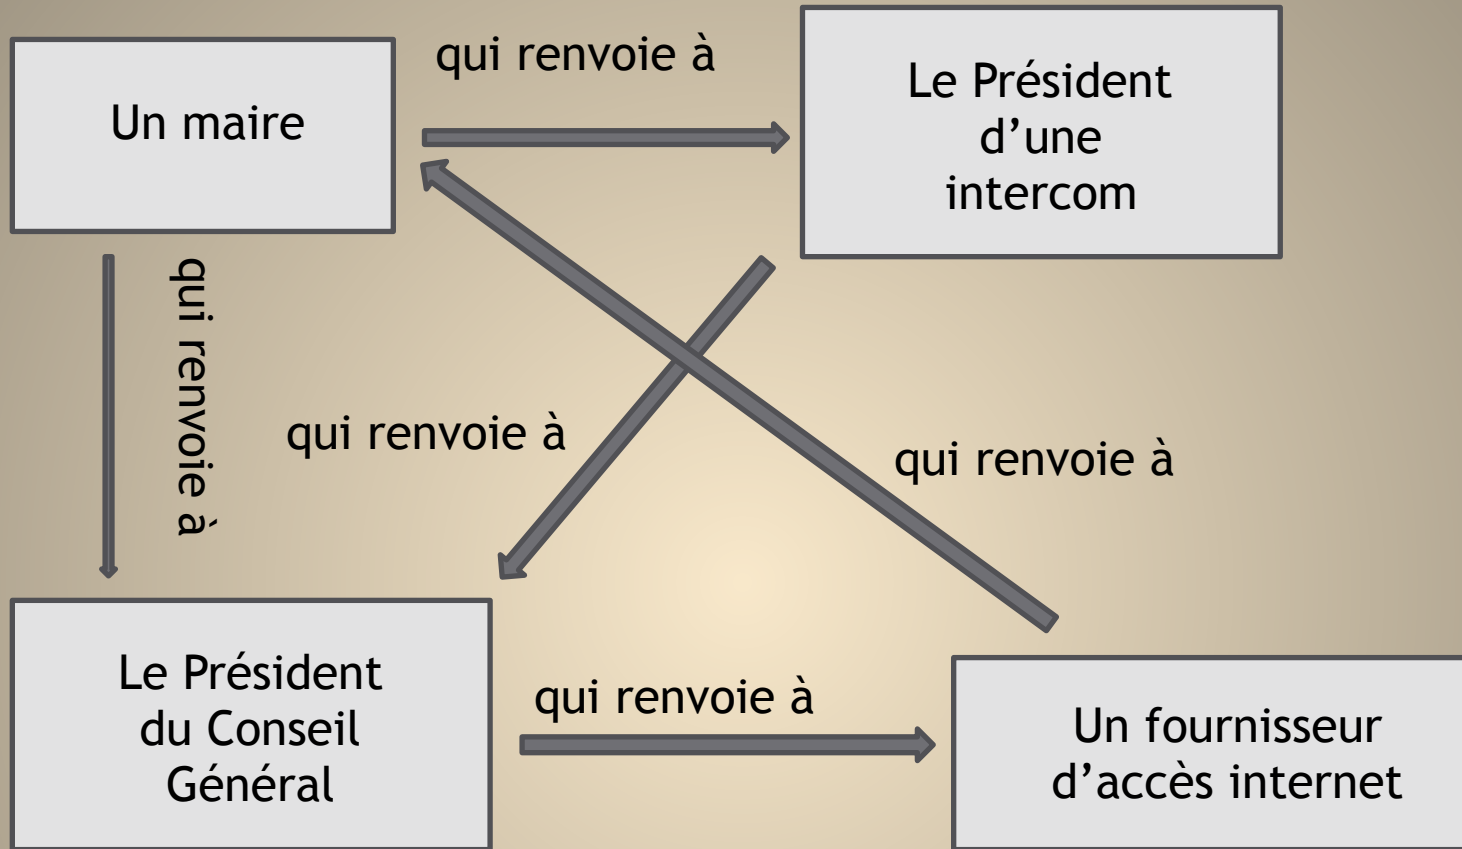 Un maire
qui renvoie à
Le Président
d’une
intercom
qui renvoie à
qui renvoie à
qui renvoie à
Le Président
du Conseil
Général
qui renvoie à
Un fournisseur
d’accès internet